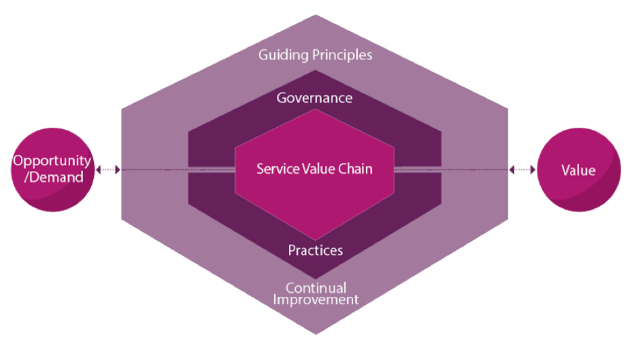 Guiding Principles
Governance
Opportunity
/Demand
Service Value Chain
Value
Practices
Continual
Improvement